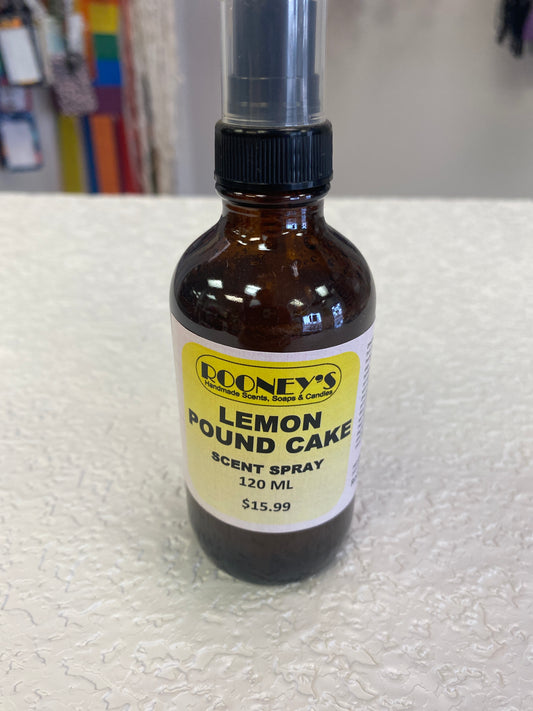 ROONEY'S
Handmade Scents, Soaps & Candles
LEMON
POUND CAKE
SCENT SPRAY
120 ML
$15.99